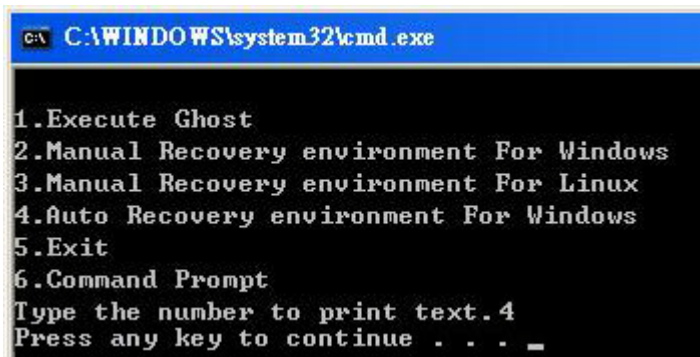 C:\WINDOWS\system32\cmd.exe
1.Execute Ghost
2.Manual Recovery environment For Windows
3.Manual Recovery environment For Linux
4.Auto Recovery environment For Windows
5.Exit
6.Command Prompt
Type the number to print text.4
Press any key to continue . . . _